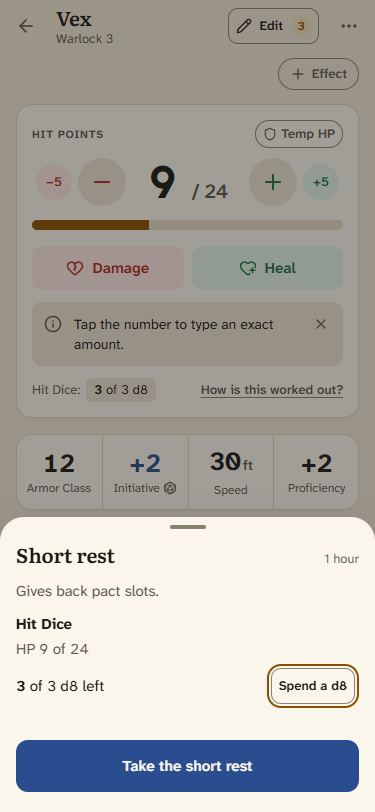 Vex
Warlock 3
Edit 3
Effect
HIT POINTS
Temp HP
−5
9 / 24
+5
Damage
Heal
Tap the number to type an exact
amount.
Hit Dice: 3 of 3 d8
How is this worked out?
12
Armor Class
+2
Initiative
30 ft
Speed
+2
Proficiency
Short rest
1 hour
Gives back pact slots.
Hit Dice
HP 9 of 24
3 of 3 d8 left
Spend a d8
Take the short rest